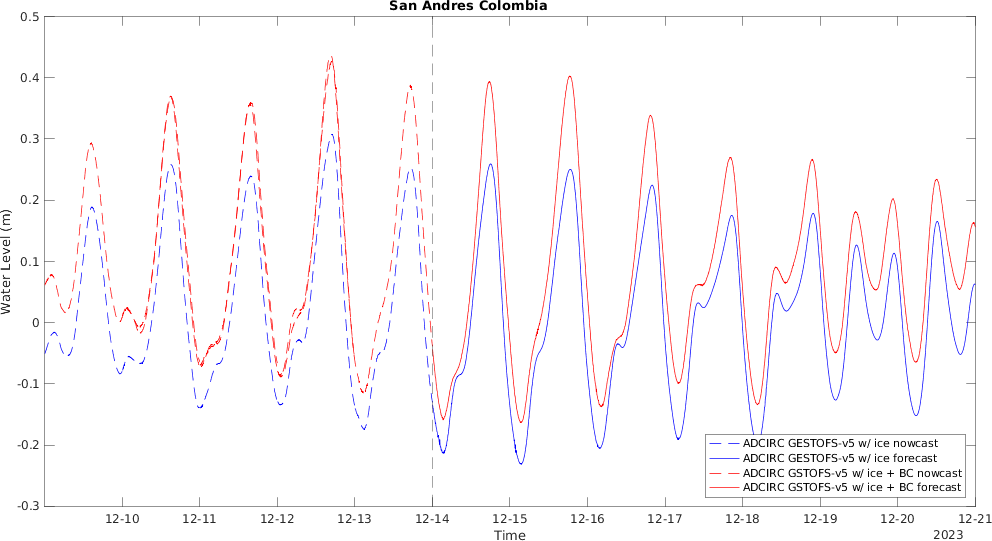 San Andres Colombia
0.5
0.4
0.3
0.2
0.1
0
-0.1
-0.2
-0.3
Water Level (m)
ADCIRC GESTOFS-v5 w/ ice nowcast
ADCIRC GESTOFS-v5 w/ ice forecast
ADCIRC GSTOFS-v5 w/ ice + BC nowcast
ADCIRC GSTOFS-v5 w/ ice + BC forecast
12-10 12-11 12-12 12-13 12-14 12-15 12-16 12-17 12-18 12-19 12-20 12-21
Time
2023